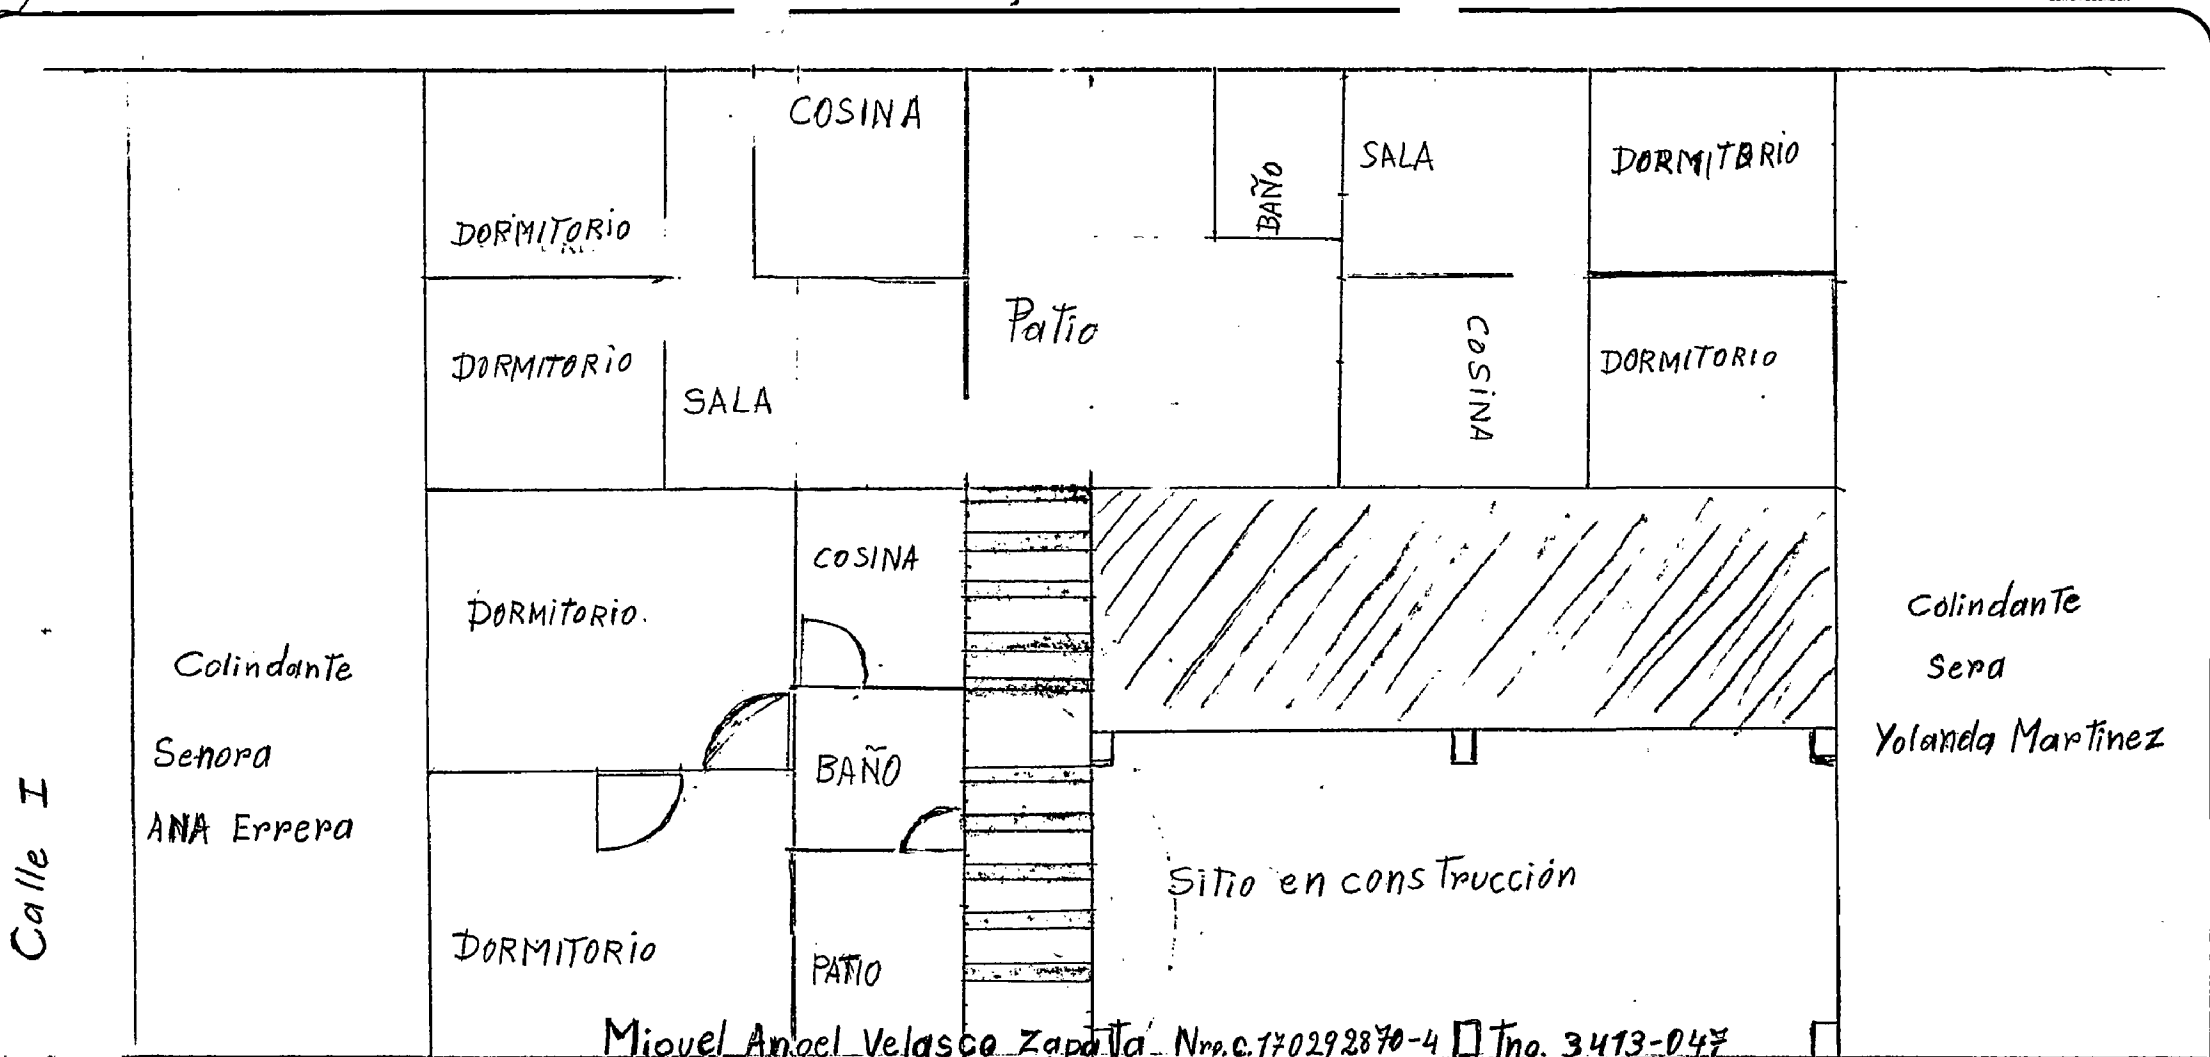 COSINA
DORMITORIO
BAÑO
SALA
DORMITORIO
DORMITORIO
SALA
Patio
COSINA
DORMITORIO
DORMITORIO.
COSINA
Colindante
Senora
ANA Errera
Calle I
BAÑO
DORMITORIO
PATIO
Sitio en construcción
Colindante
Sera
Yolanda Martinez
Miguel Angel Velasco Zapata Nro.C.170292870-4 Tno. 3413-047